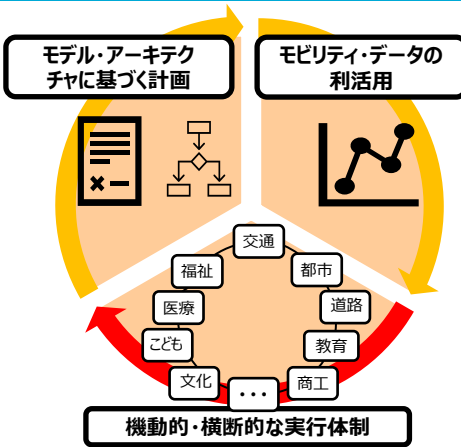 モデル・アーキテク
チャに基づく計画
モビリティ・データの
利活用
交通
福祉
都市
医療
道路
こども
教育
文化
商工
…
機動的・横断的な実行体制